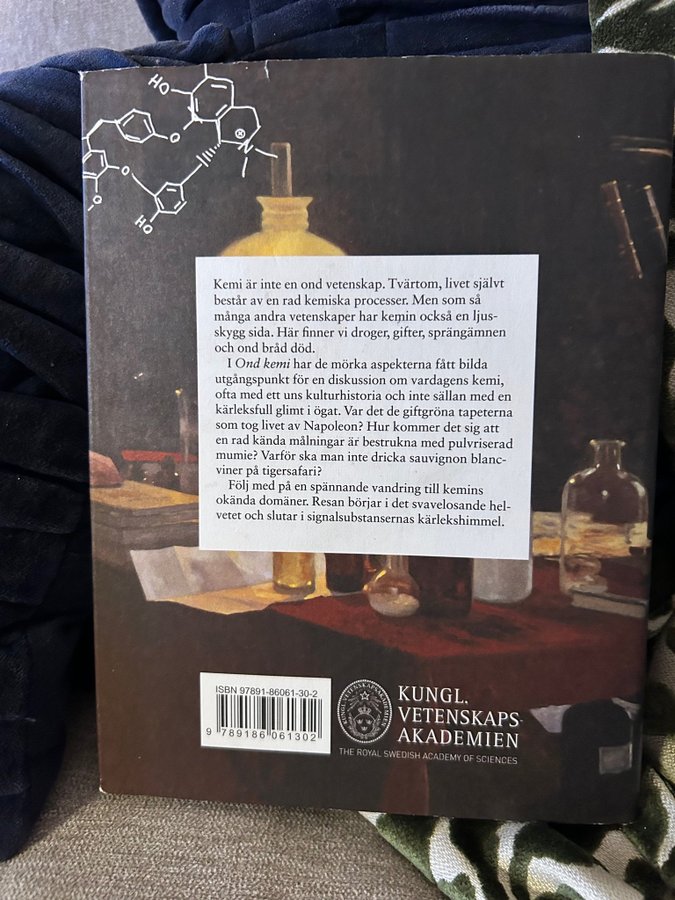 HO
O
N
O
O
HO
O
Kemi är inte en ond vetenskap. Tvärtom, livet självt
består av en rad kemiska processer. Men som så
många andra vetenskaper har kemin också en ljus-
skygg sida. Här finner vi droger, gifter, sprängämnen
och ond bråd död.
I Ond kemi har de mörka aspekterna fått bilda
utgångspunkt för en diskussion om vardagens kemi,
ofta med ett uns kulturhistoria och inte sällan med en
kärleksfull glimt i ögat. Var det de giftgröna tapeterna
som tog livet av Napoleon? Hur kommer det sig att
en rad kända målningar är bestrukna med pulvriserad
mumie? Varför ska man inte dricka sauvignon blanc-
viner på tigersafari?
Följ med på en spännande vandring till kemins
okända domäner. Resan börjar i det svavelosande hel-
vetet och slutar i signalsubstansernas kärlekshimmel.
ISBN 97891-86061-30-2
9 789186 061302
KUNGL.
VETENSKAPS-
AKADEMIEN
THE ROYAL SWEDISH ACADEMY OF SCIENCES